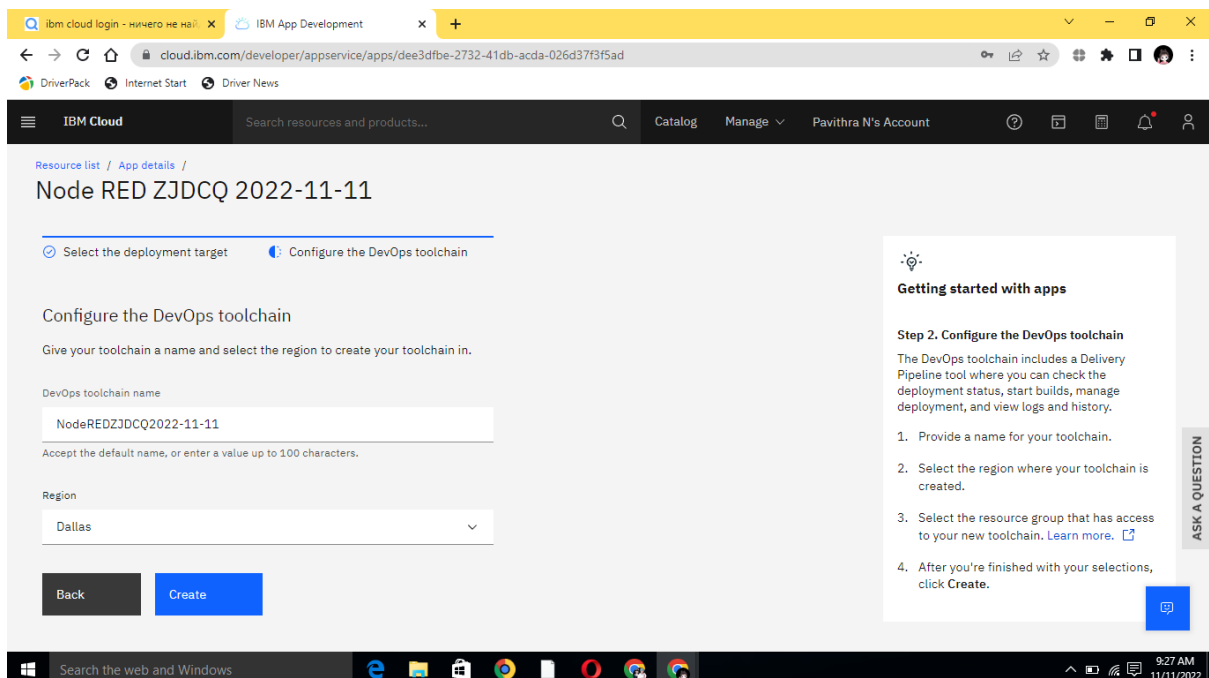 ibm cloud login - ничего не най
IBM App Development
cloud.ibm.com/developer/appservice/apps/dee3dfbe-2732-41db-acda-026d37f3f5ad
DriverPack Internet Start Driver News
IBM Cloud Search resources and products... Catalog Manage Pavithra N's Account
Resource list / App details /
Node RED ZJDCQ 2022-11-11
Select the deployment target Configure the DevOps toolchain
Configure the DevOps toolchain
Give your toolchain a name and select the region to create your toolchain in.
DevOps toolchain name
NodeREDZJDCQ2022-11-11
Accept the default name, or enter a value up to 100 characters.
Region
Dallas
Back Create
Getting started with apps
Step 2. Configure the DevOps toolchain
The DevOps toolchain includes a Delivery
Pipeline tool where you can check the
deployment status, start builds, manage
deployment, and view logs and history.
1. Provide a name for your toolchain.
2. Select the region where your toolchain is
created.
3. Select the resource group that has access
to your new toolchain. Learn more.
4. After you're finished with your selections,
click Create.
ASK A QUESTION
Search the web and Windows
9:27 AM
11/11/2022